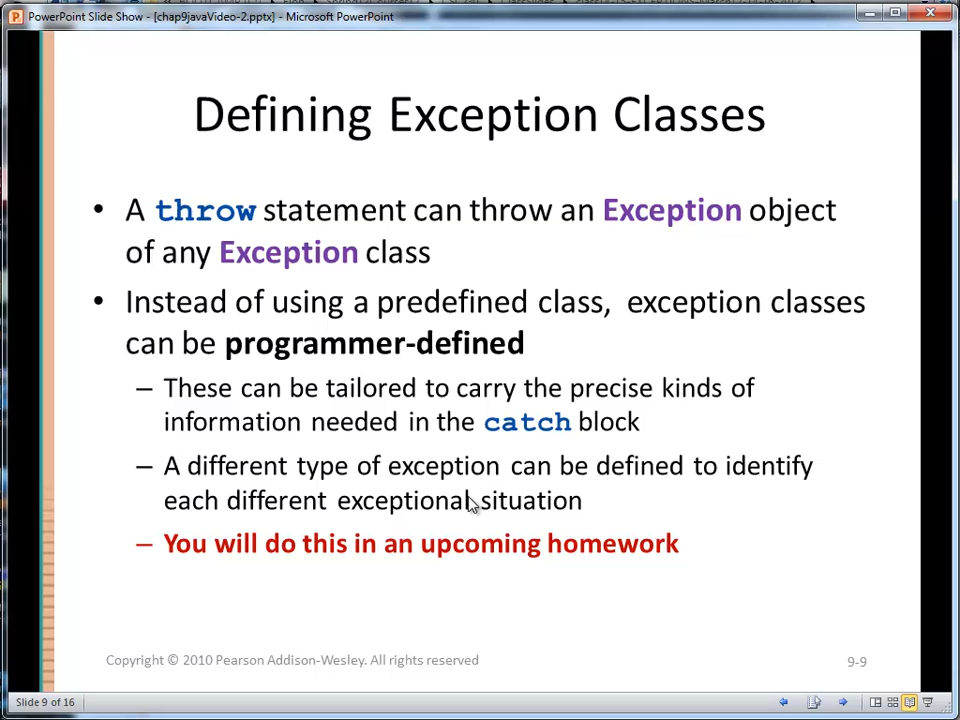 PowerPoint Slide Show - [chap9javaVideo-2.pptx] - Microsoft PowerPoint
Defining Exception Classes
• A throw statement can throw an Exception object
of any Exception class
• Instead of using a predefined class, exception classes
can be programmer-defined
– These can be tailored to carry the precise kinds of
information needed in the catch block
– A different type of exception can be defined to identify
each different exceptional situation
– You will do this in an upcoming homework
Copyright © 2010 Pearson Addison-Wesley. All rights reserved
9-9
Slide 9 of 16